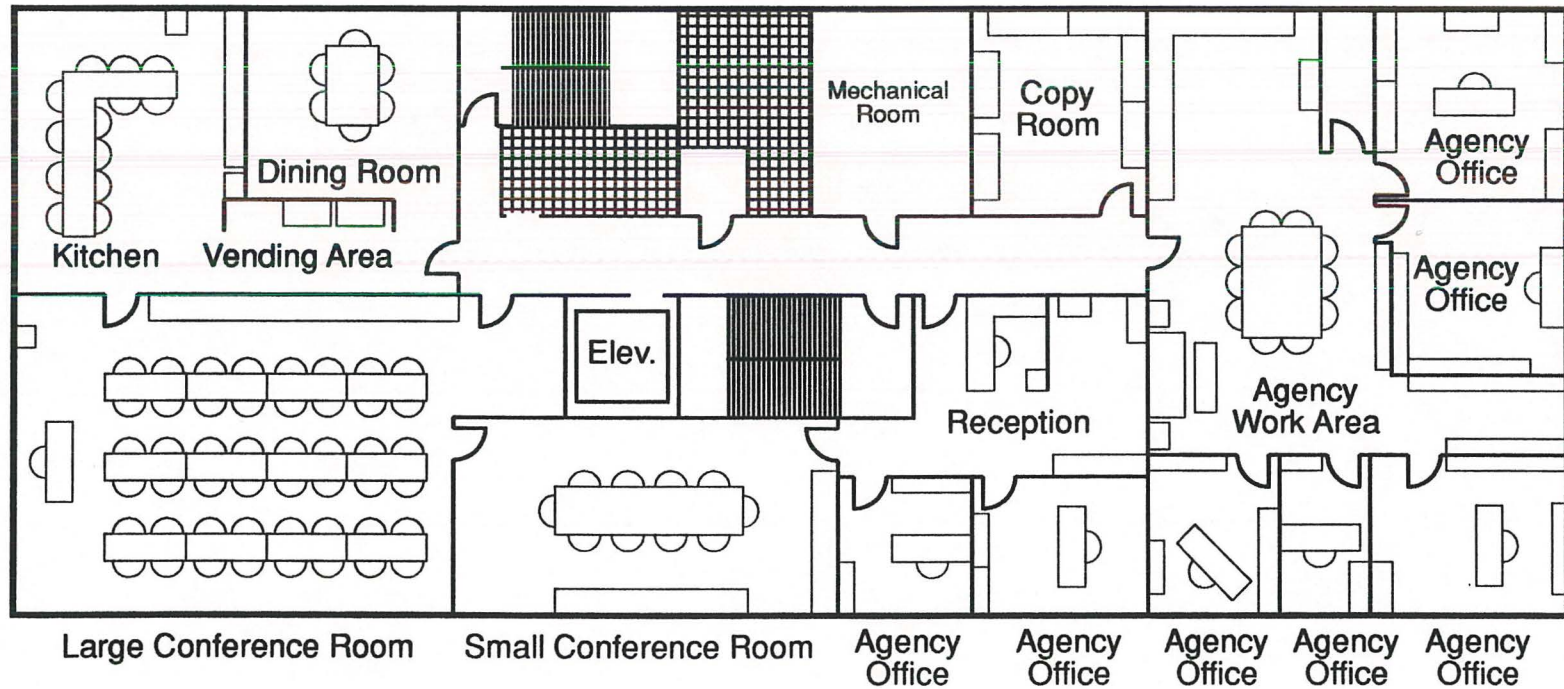 Mechanical
Room
Copy
Room
Agency
Office
Dining Room
Kitchen
Vending Area
Agency
Office
Elev.
Reception
Agency
Work Area
Large Conference Room
Small Conference Room
Agency
Office
Agency
Office
Agency
Office
Agency
Office
Agency
Office